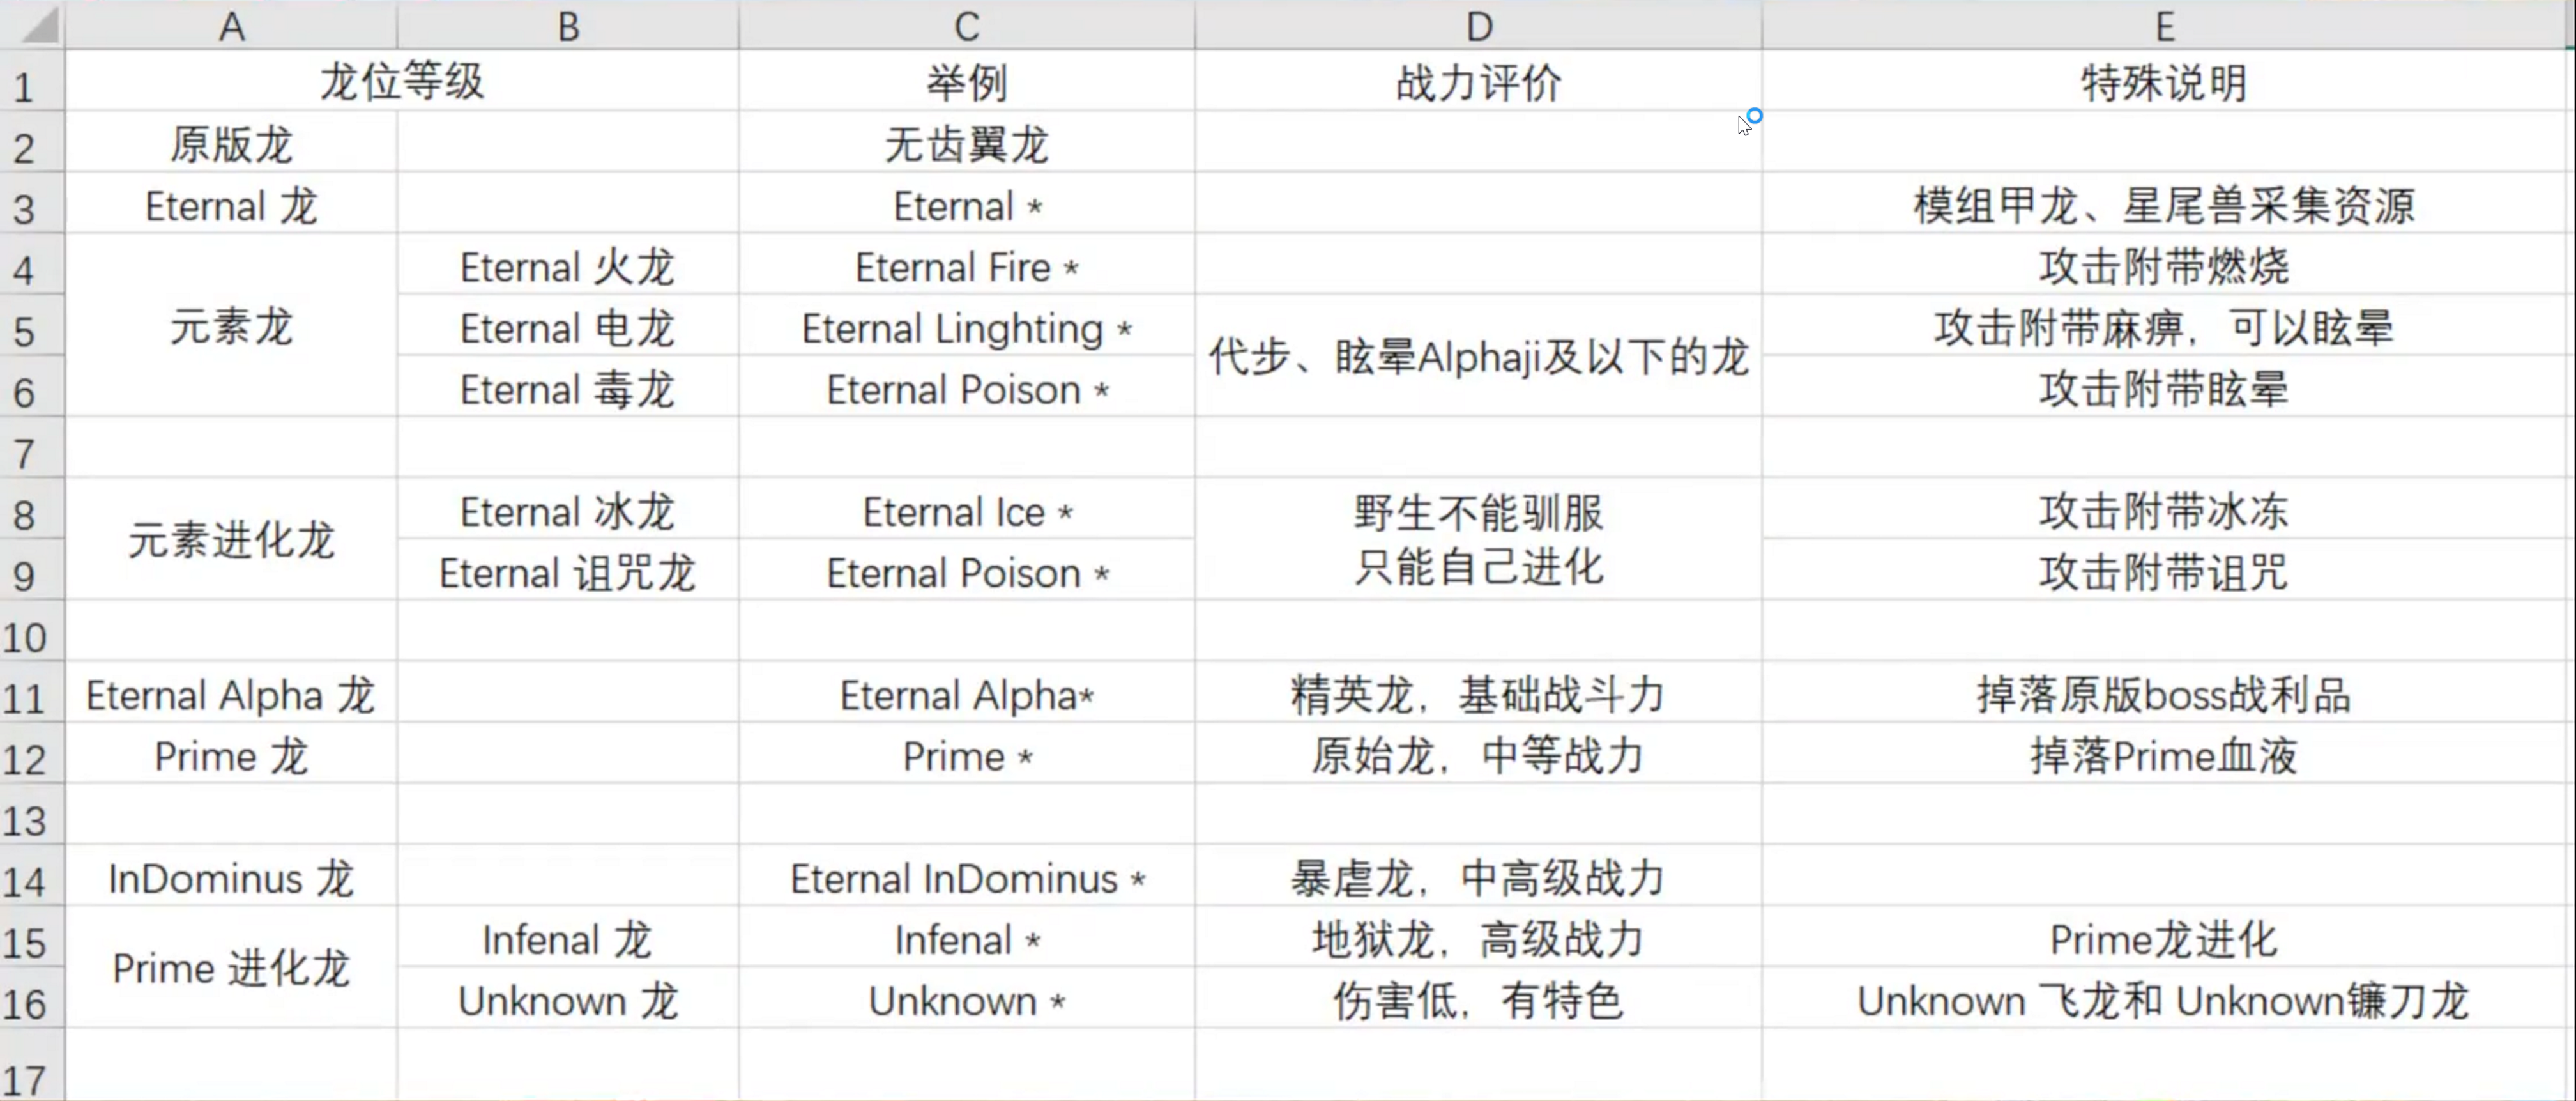 A B C D E
1 龙位等级 举例 战力评价 特殊说明
2 原版龙 无齿翼龙
3 Eternal 龙 Eternal * 模组甲龙、星尾兽采集资源
4 Eternal 火龙 Eternal Fire * 攻击附带燃烧
元素龙
5 Eternal 电龙 Eternal Linghting * 攻击附带麻痹，可以眩晕
代步、眩晕Alphaji及以下的龙
6 Eternal 毒龙 Eternal Poison * 攻击附带眩晕
7
8 Eternal 冰龙 Eternal Ice * 野生不能驯服 攻击附带冰冻
元素进化龙
9 Eternal 诅咒龙 Eternal Poison * 只能自己进化 攻击附带诅咒
10
11 Eternal Alpha 龙 Eternal Alpha* 精英龙，基础战斗力 掉落原版boss战利品
12 Prime 龙 Prime * 原始龙，中等战力 掉落Prime血液
13
14 InDominus 龙 Eternal InDominus * 暴虐龙，中高级战力
15 Infenal 龙 Infenal * 地狱龙，高级战力 Prime龙进化
Prime 进化龙
16 Unknown 龙 Unknown * 伤害低，有特色 Unknown 飞龙和 Unknown镰刀龙
17